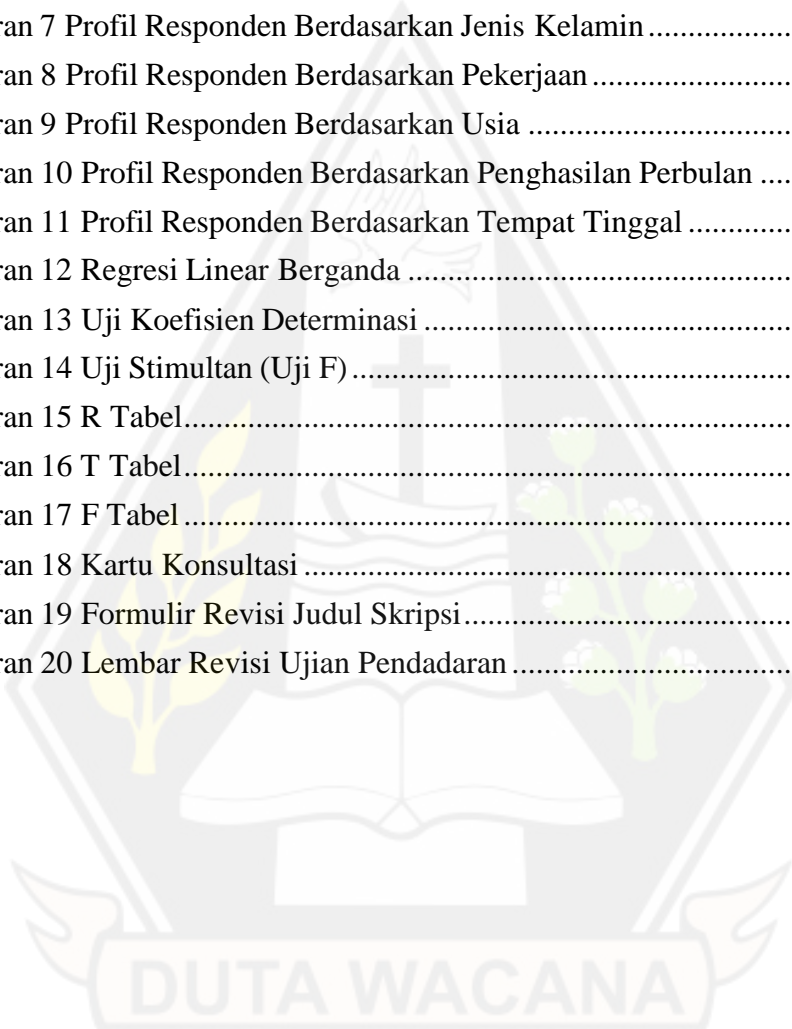 ran 7 Profil Responden Berdasarkan Jenis Kelamin .................
ran 8 Profil Responden Berdasarkan Pekerjaan ........................
ran 9 Profil Responden Berdasarkan Usia ................................
ran 10 Profil Responden Berdasarkan Penghasilan Perbulan ....
ran 11 Profil Responden Berdasarkan Tempat Tinggal .............
ran 12 Regresi Linear Berganda ................................................
ran 13 Uji Koefisien Determinasi ..............................................
ran 14 Uji Stimultan (Uji F) ......................................................
ran 15 R Tabel............................................................................
ran 16 T Tabel............................................................................
ran 17 F Tabel ............................................................................
ran 18 Kartu Konsultasi .............................................................
ran 19 Formulir Revisi Judul Skripsi.........................................
ran 20 Lembar Revisi Ujian Pendadaran ...................................
DUTA WACANA